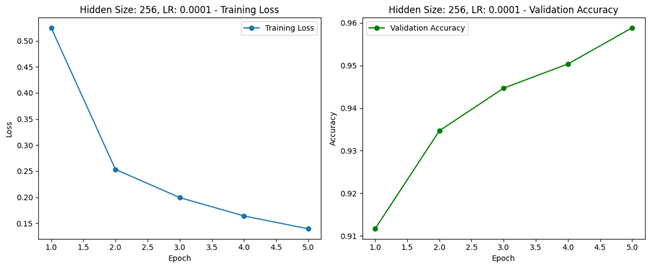 Hidden Size: 256, LR: 0.0001 - Training Loss
Training Loss
0.50
0.45
0.40
0.35
0.30
0.25
0.20
0.15
Loss
1.0 1.5 2.0 2.5 3.0 3.5 4.0 4.5 5.0
Epoch
Hidden Size: 256, LR: 0.0001 - Validation Accuracy
Validation Accuracy
0.96
0.95
0.94
0.93
0.92
0.91
Accuracy
1.0 1.5 2.0 2.5 3.0 3.5 4.0 4.5 5.0
Epoch